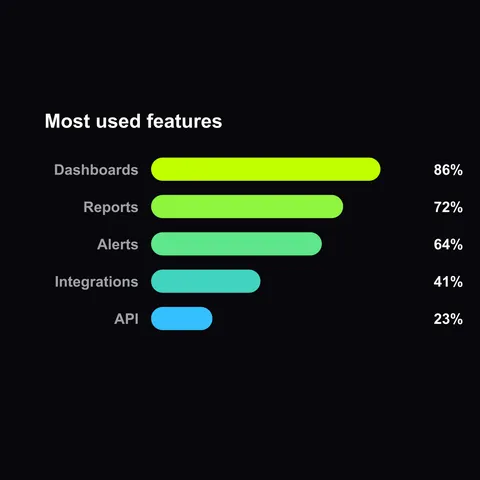 Most used features
Dashboards 86%
Reports 72%
Alerts 64%
Integrations 41%
API 23%